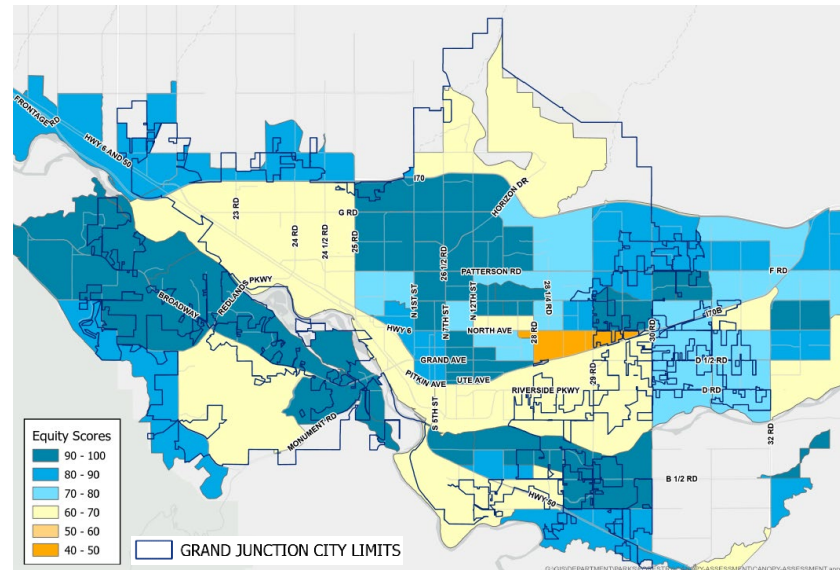 FRONTAGE RD
HWY 6 AND 50
I70
HORIZON DR
23 RD
G RD
24 RD
24 1/2 RD
25 RD
26 1/2 RD
PATTERSON RD
F RD
REDLANDS PKWY
BROADWAY
N 1ST ST
N 7TH ST
N 12TH ST
28 1/4 RD
I70B
HWY 6
NORTH AVE
28 RD
30 RD
GRAND AVE
D 1/2 RD
PITKIN AVE
UTE AVE
29 RD
RIVERSIDE PKWY
D RD
MONUMENT RD
S 5TH ST
32 RD
B 1/2 RD
HWY 50
Equity Scores
90 - 100
80 - 90
70 - 80
60 - 70
50 - 60
40 - 50
GRAND JUNCTION CITY LIMITS